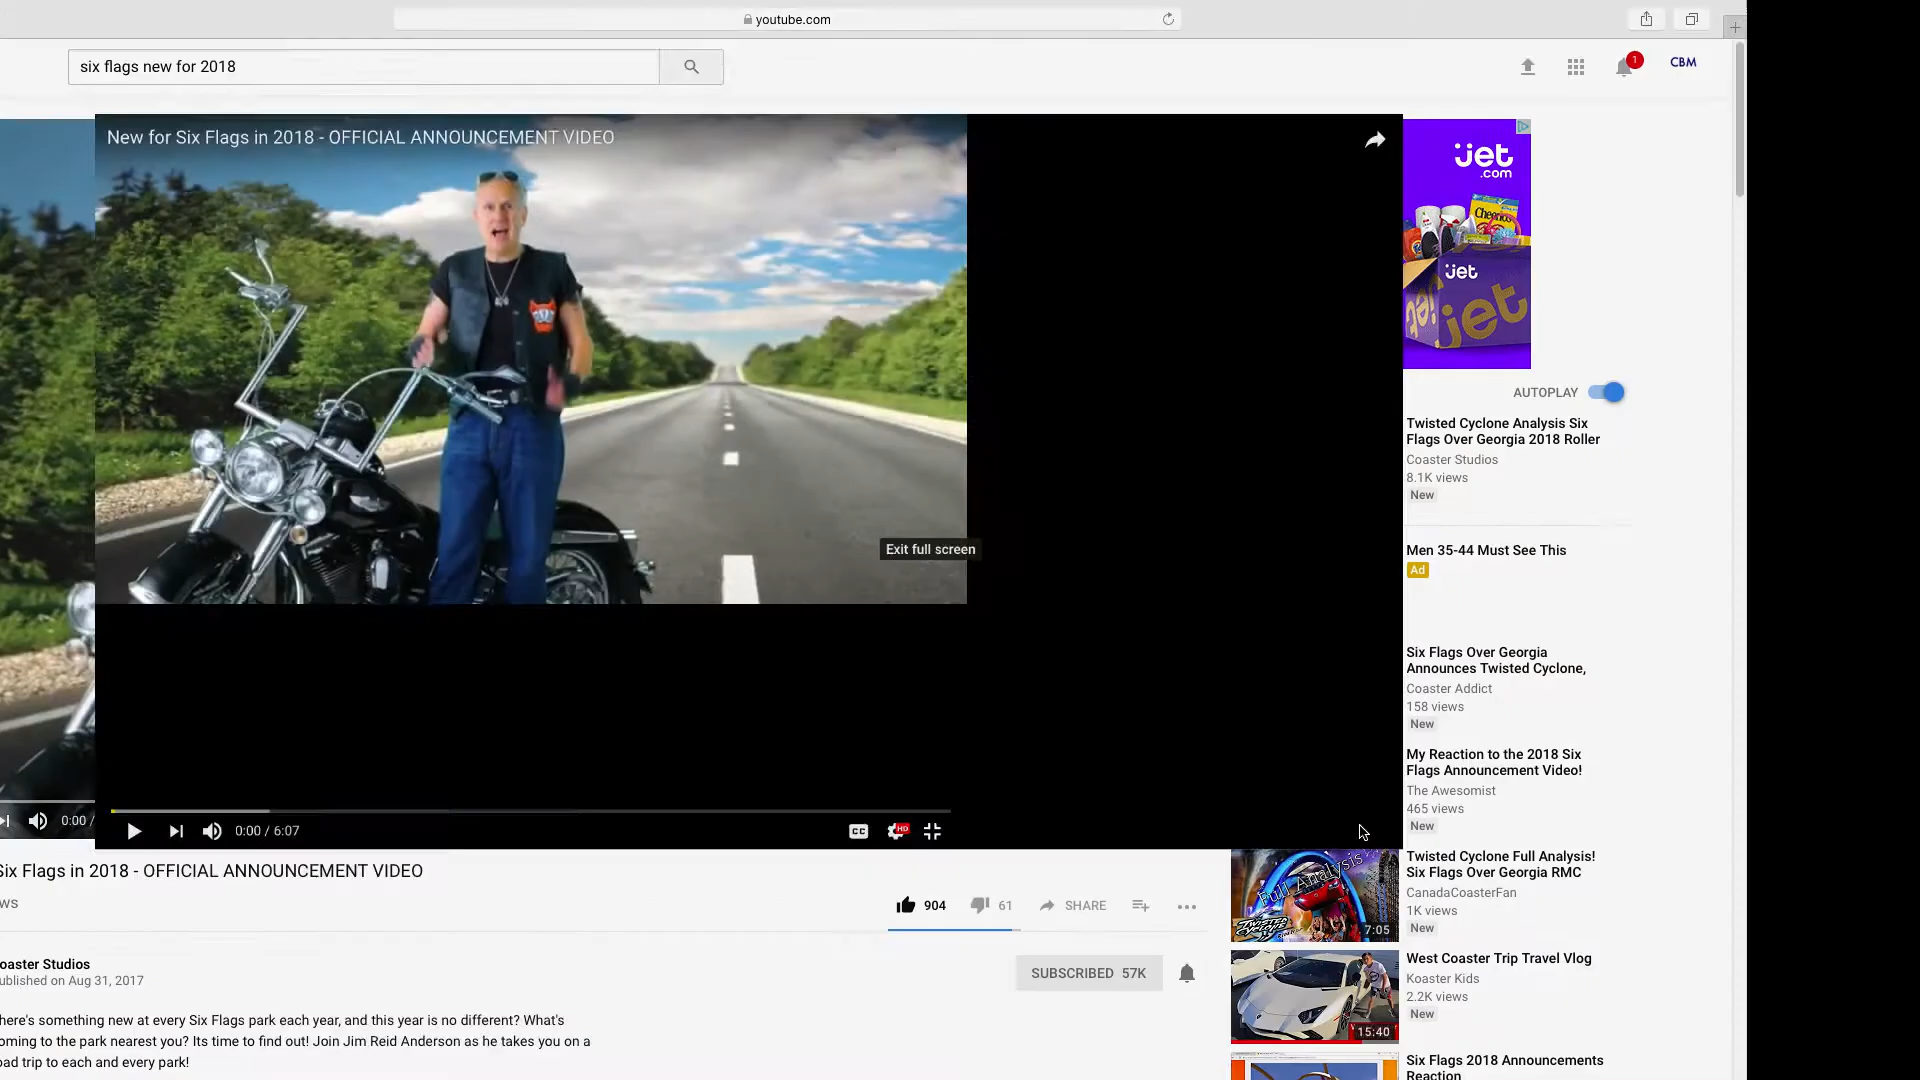 youtube.com
six flags new for 2018
1
CBM
New for Six Flags in 2018 - OFFICIAL ANNOUNCEMENT VIDEO
jet
.com
Cheerios
jet
jet
AUTOPLAY
Twisted Cyclone Analysis Six
Flags Over Georgia 2018 Roller
Coaster Studios
8.1K views
New
Exit full screen
Men 35-44 Must See This
Ad
Six Flags Over Georgia
Announces Twisted Cyclone,
Coaster Addict
158 views
New
My Reaction to the 2018 Six
Flags Announcement Video!
The Awesomist
465 views
New
0:00 /
0:00 / 6:07
CC
HD
Six Flags in 2018 - OFFICIAL ANNOUNCEMENT VIDEO
ws
904
61
SHARE
Full Analysis
TWISTED
CYCLONE
7:05
Twisted Cyclone Full Analysis!
Six Flags Over Georgia RMC
CanadaCoasterFan
1K views
New
oaster Studios
ublished on Aug 31, 2017
SUBSCRIBED 57K
West Coaster Trip Travel Vlog
Koaster Kids
2.2K views
New
15:40
here's something new at every Six Flags park each year, and this year is no different? What's
oming to the park nearest you? Its time to find out! Join Jim Reid Anderson as he takes you on a
oad trip to each and every park!
Six Flags 2018 Announcements
Reaction